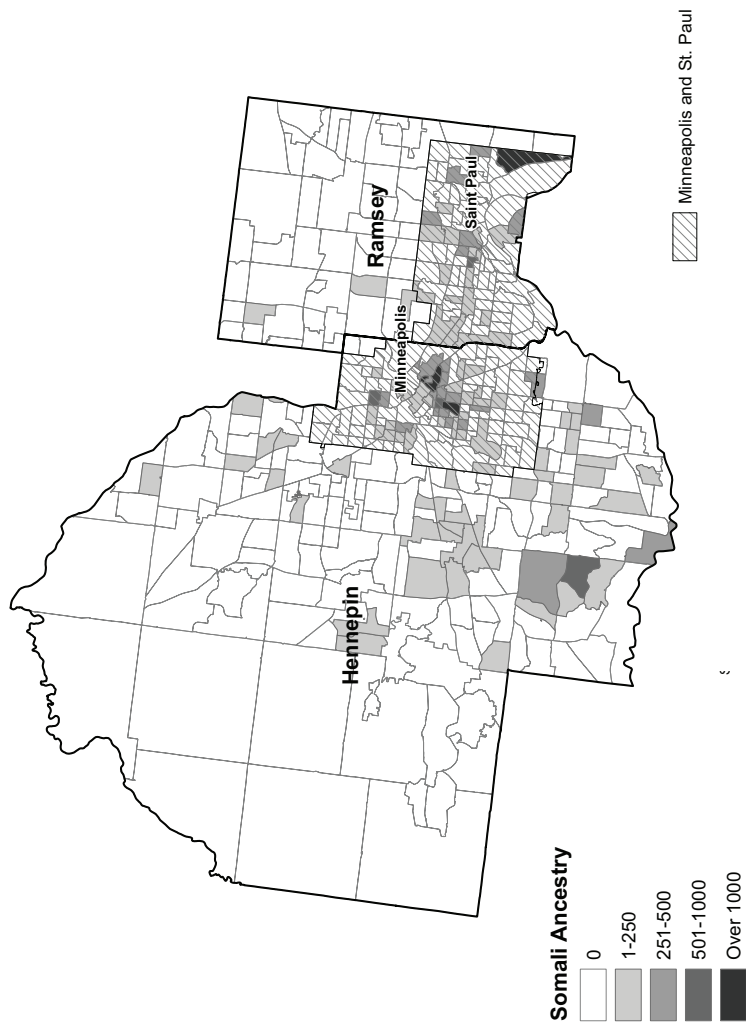 Ramsey
Saint Paul
Minneapolis
Hennepin
Somali Ancestry
0
1-250
251-500
501-1000
Over 1000
Minneapolis and St. Paul